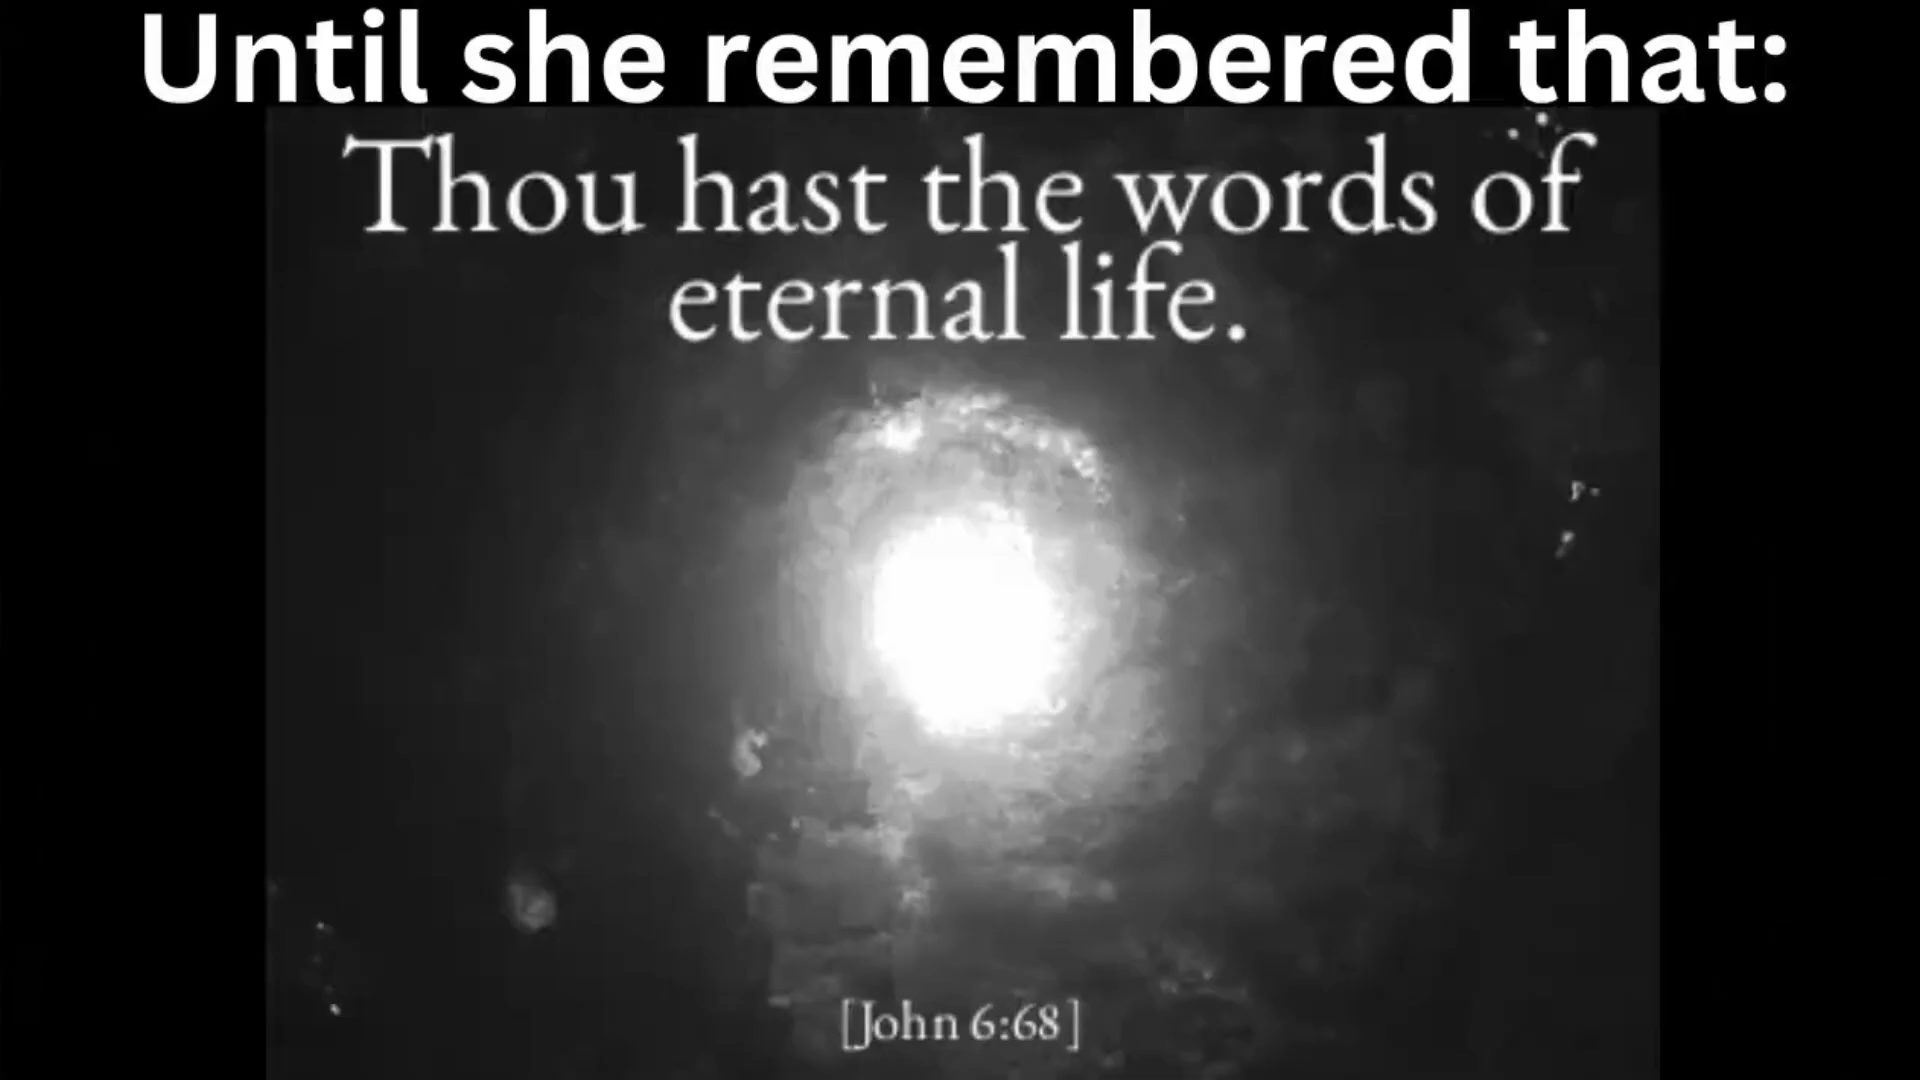 Until she remembered that:
Thou hast the words of
eternal life.
[John 6:68]